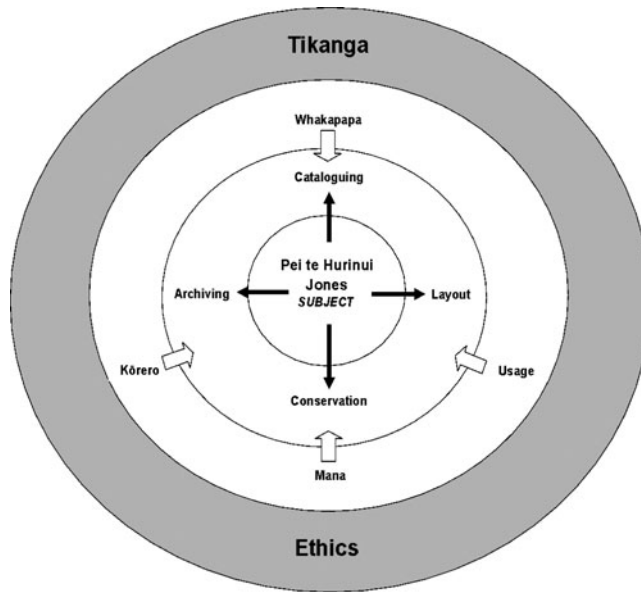 Tikanga
Whakapapa
Cataloguing
Pei te Hurinui
Jones
SUBJECT
Archiving
Layout
Kōrero
Usage
Conservation
Mana
Ethics